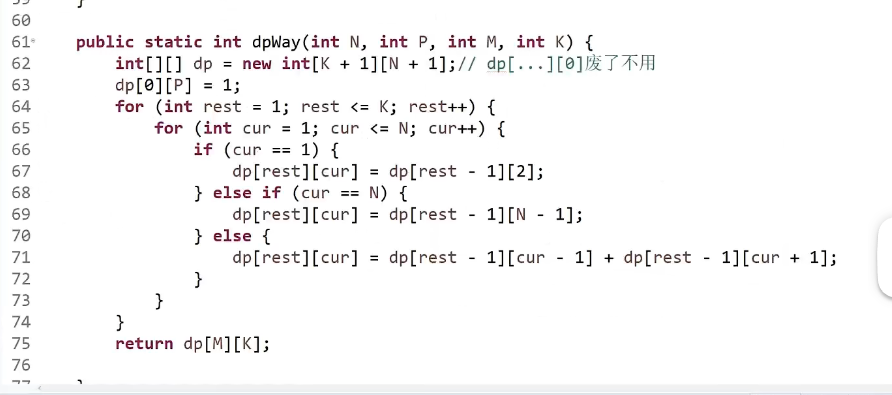 60
61 public static int dpWay(int N, int P, int M, int K) {
62 int[][] dp = new int[K + 1][N + 1];// dp[...][0]废了不用
63 dp[0][P] = 1;
64 for (int rest = 1; rest <= K; rest++) {
65 for (int cur = 1; cur <= N; cur++) {
66 if (cur == 1) {
67 dp[rest][cur] = dp[rest - 1][2];
68 } else if (cur == N) {
69 dp[rest][cur] = dp[rest - 1][N - 1];
70 } else {
71 dp[rest][cur] = dp[rest - 1][cur - 1] + dp[rest - 1][cur + 1];
72 }
73 }
74 }
75 return dp[M][K];
76